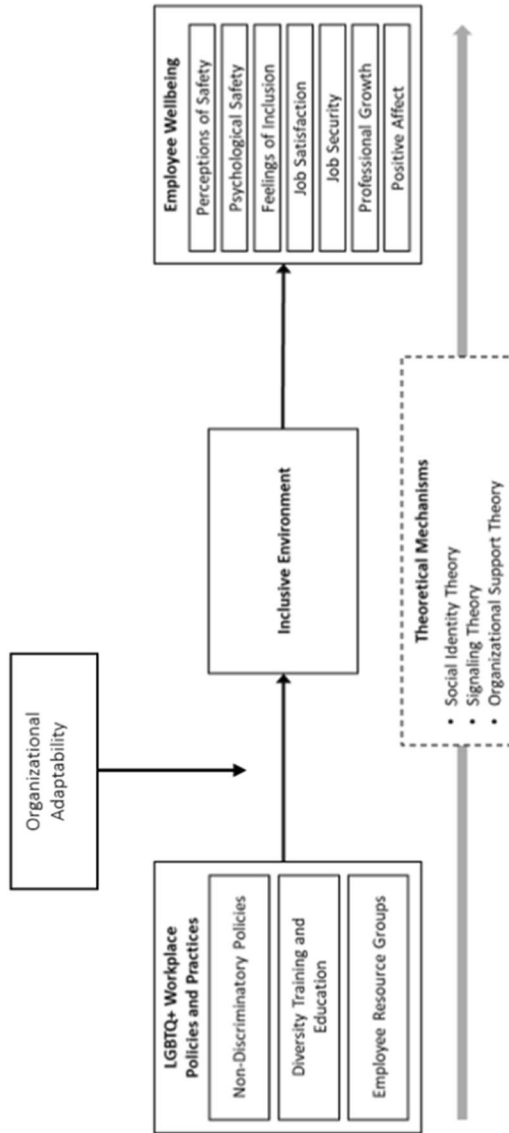 Organizational
Adaptability
LGBTQ+ Workplace
Policies and Practices
Non-Discriminatory Policies
Diversity Training and
Education
Employee Resource Groups
Inclusive Environment
Employee Wellbeing
Perceptions of Safety
Psychological Safety
Feelings of Inclusion
Job Satisfaction
Job Security
Professional Growth
Positive Affect
Theoretical Mechanisms
• Social Identity Theory
• Signaling Theory
• Organizational Support Theory